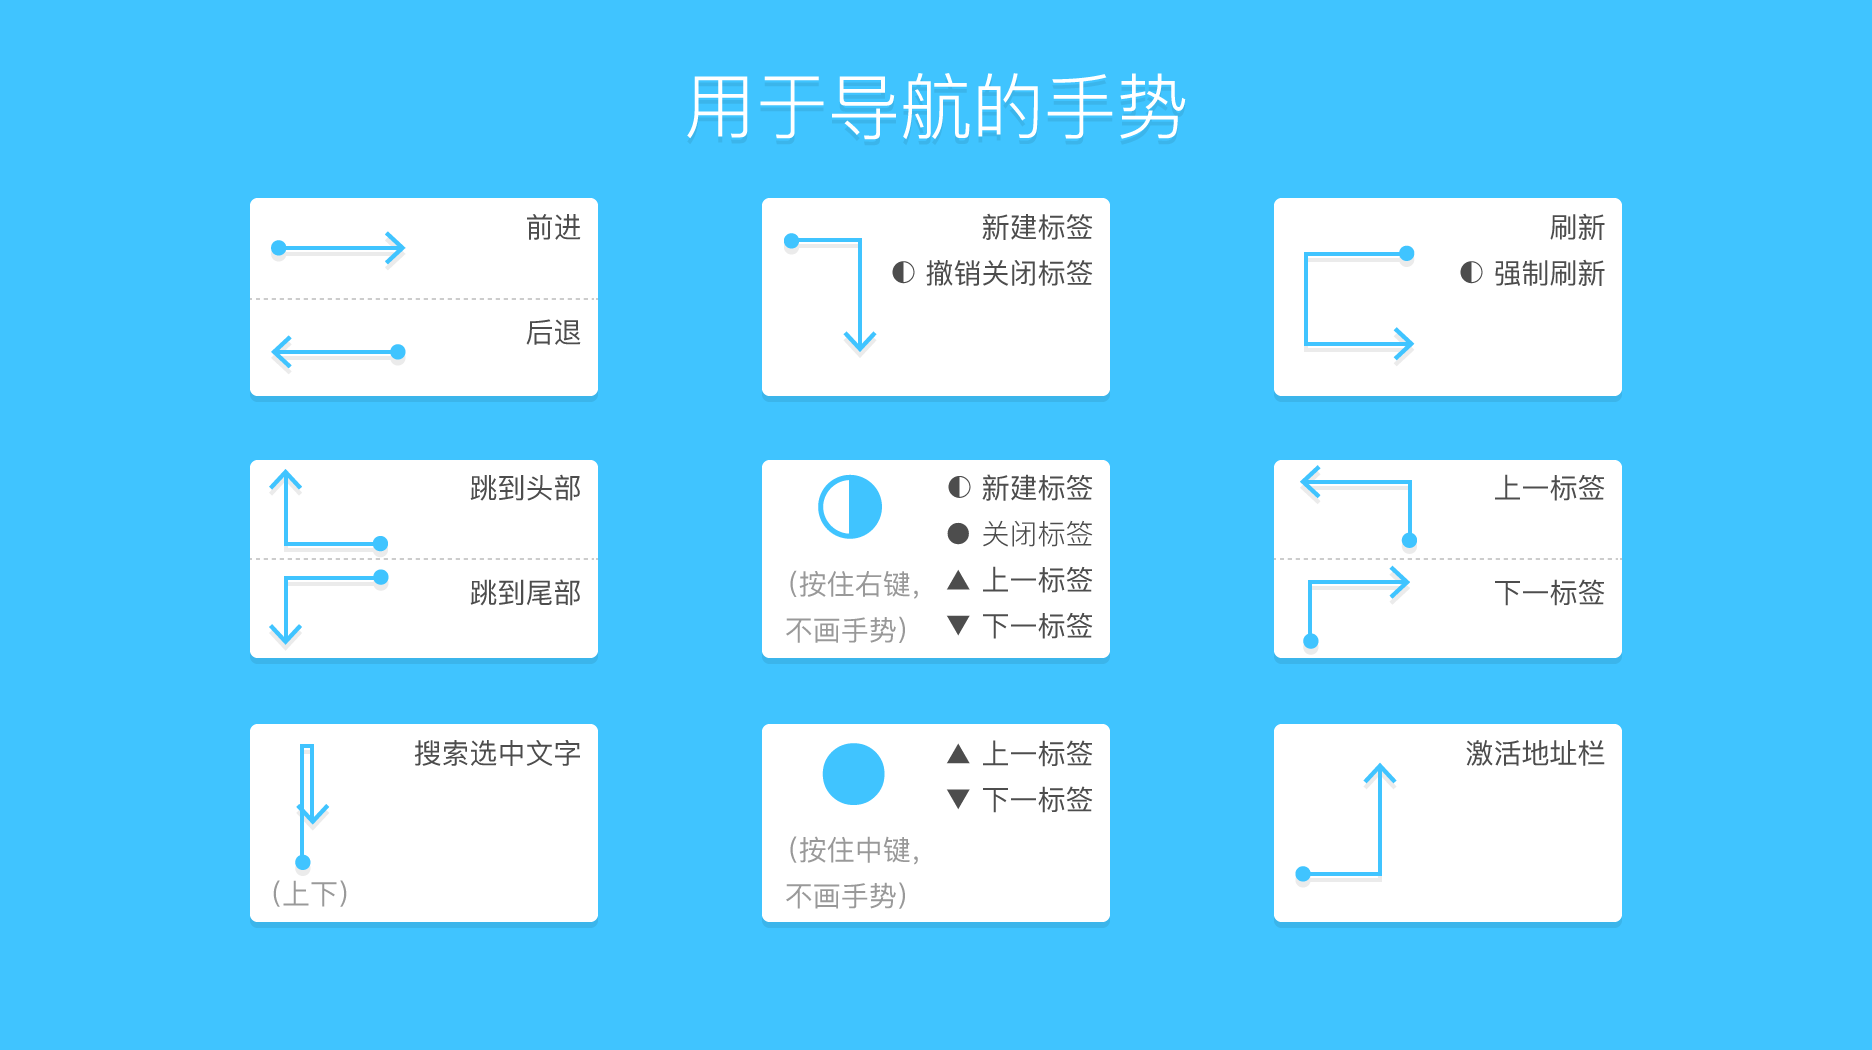 用于导航的手势
前进
后退
新建标签
◐ 撤销关闭标签
刷新
◐ 强制刷新
跳到头部
跳到尾部
(按住右键,
不画手势)
◐ 新建标签
● 关闭标签
▲ 上一标签
▼ 下一标签
上一标签
下一标签
搜索选中文字
(上下)
(按住中键,
不画手势)
▲ 上一标签
▼ 下一标签
激活地址栏